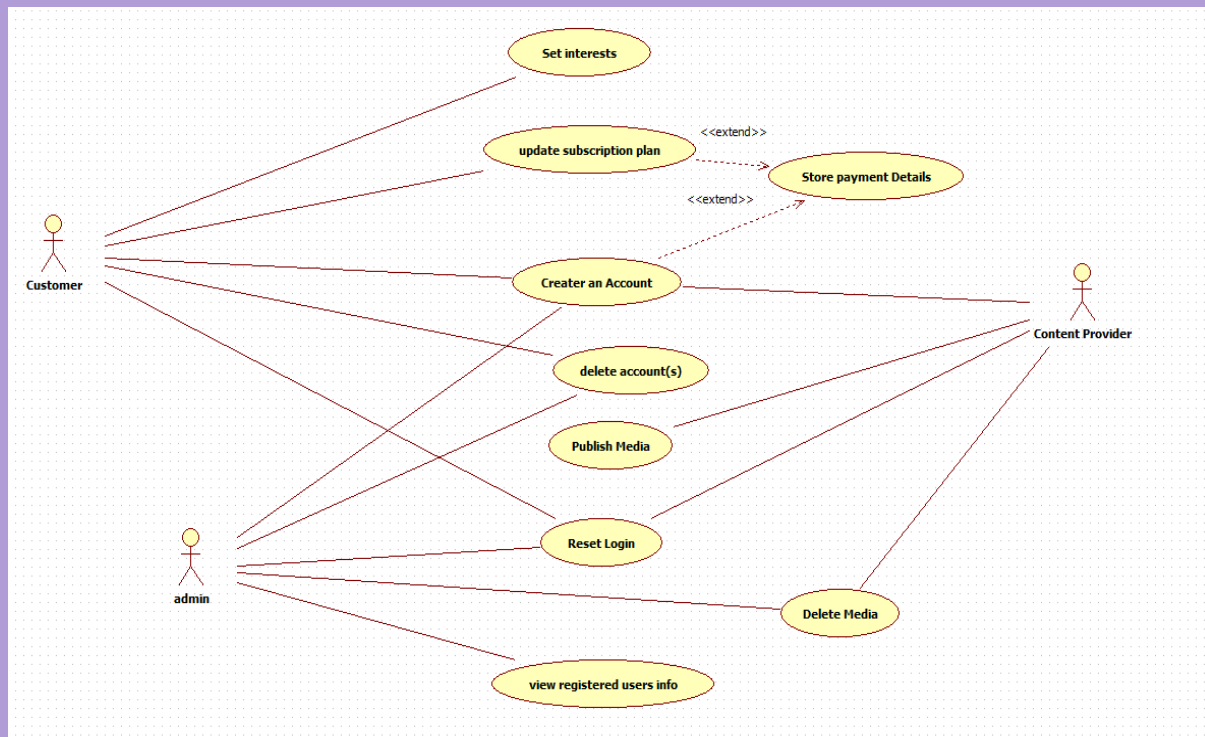 Set interests
<<extend>>
update subscription plan
Store payment Details
<<extend>>
Customer
Creater an Account
Content Provider
delete account(s)
Publish Media
Reset Login
admin
Delete Media
view registered users info